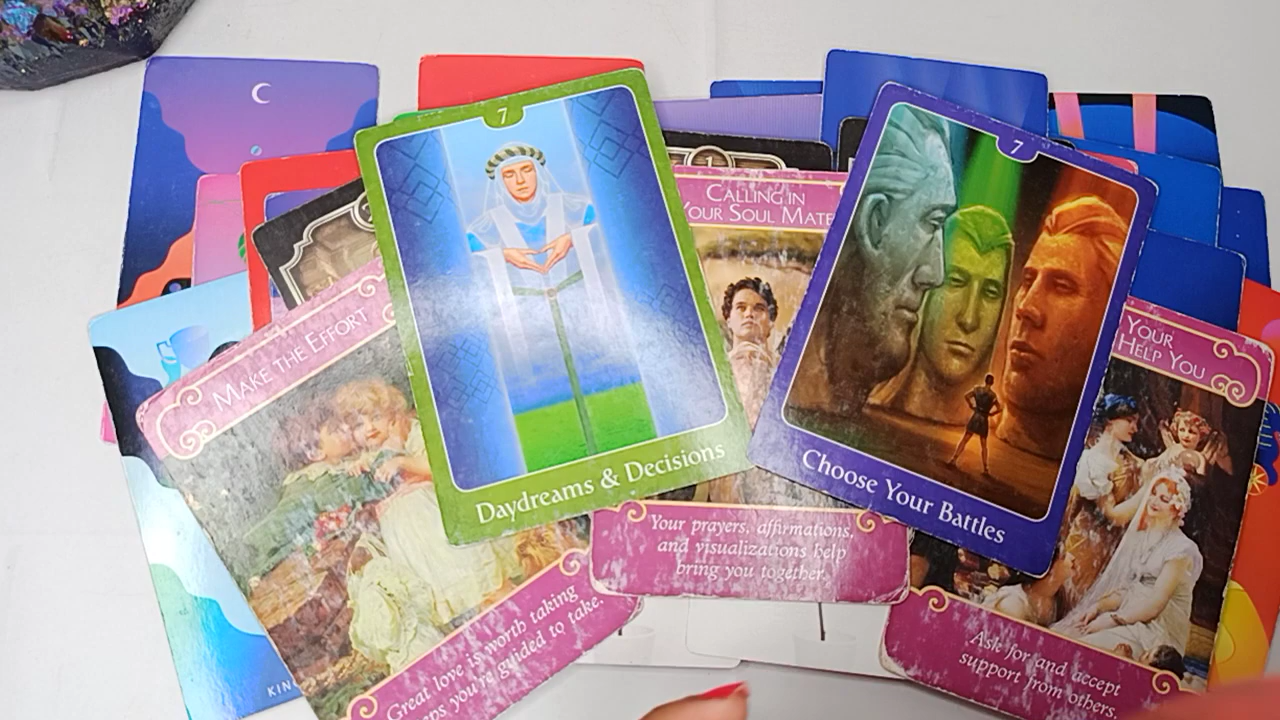 7
7
1
CALLING IN
YOUR SOUL MATE
MAKE THE EFFORT
YOUR
HELP YOU
Daydreams & Decisions
Choose Your Battles
Your prayers, affirmations,
and visualizations help
bring you together.
Great love is worth taking
you're guided to take.
Ask for and accept
support from others.